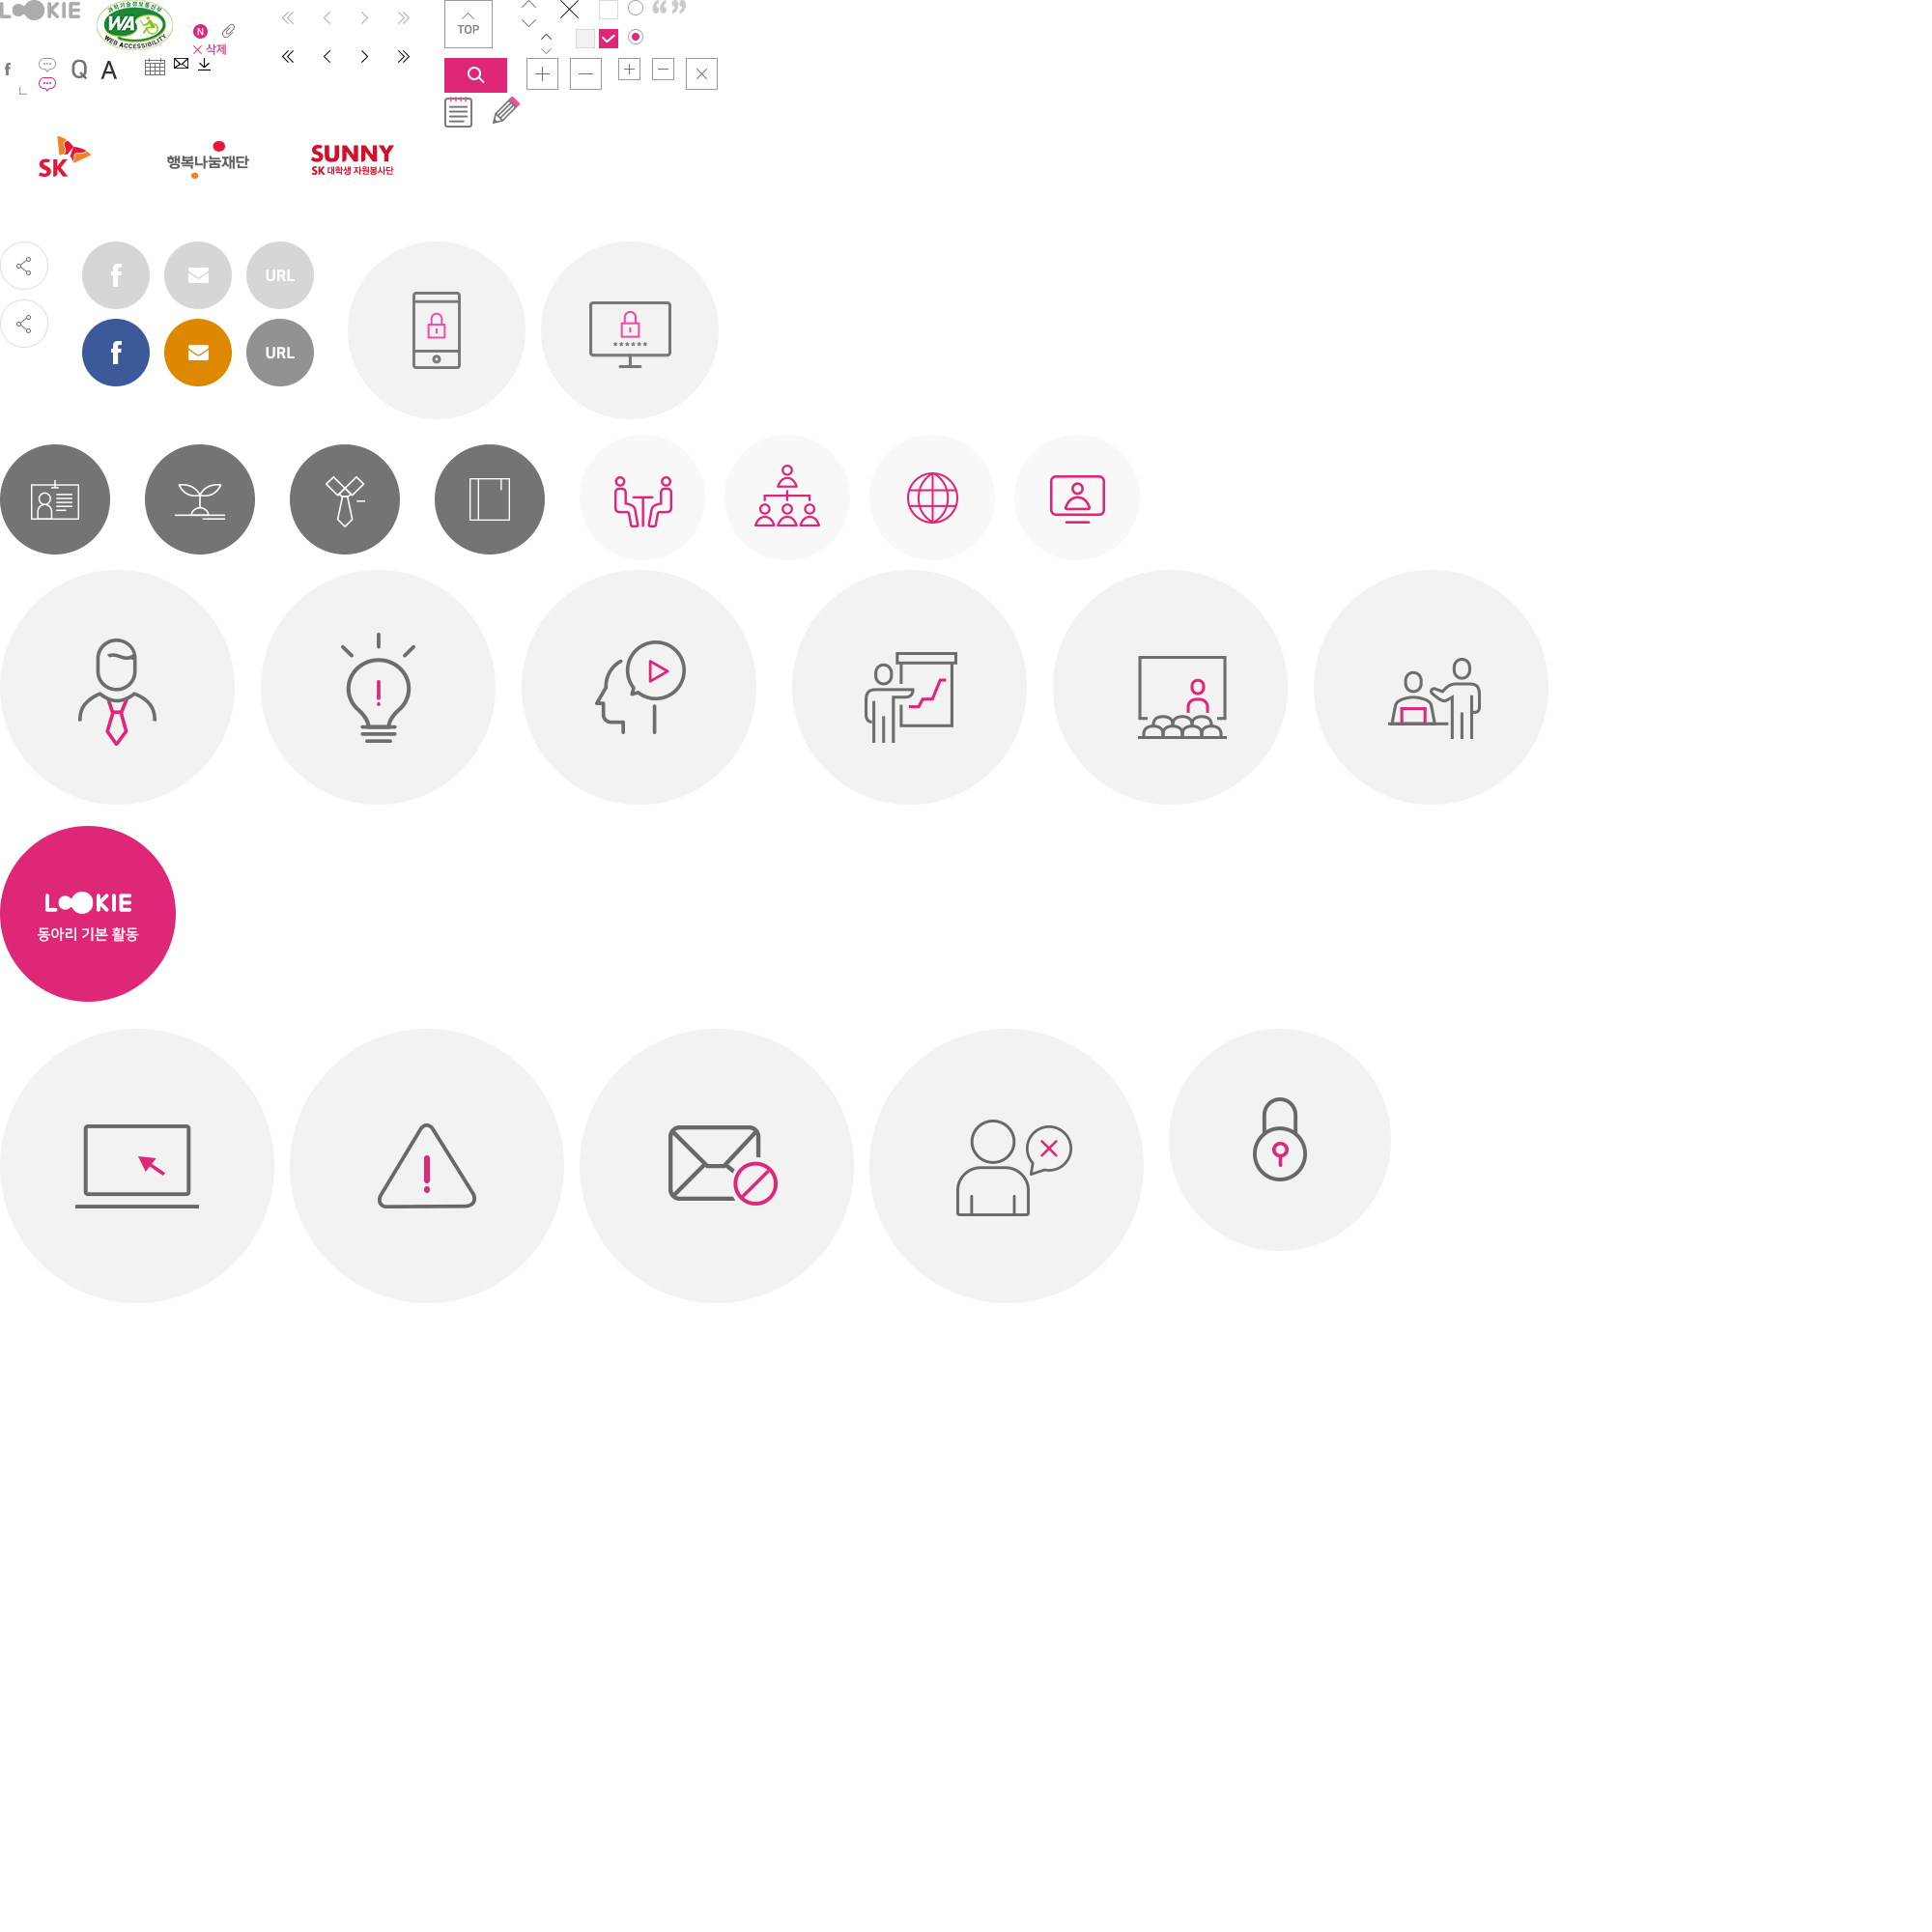 LOOKIE
과학기술정보통신부
WA
WEB ACCESSIBILITY
N
삭제
TOP
“ ”
f
Q A
SK
행복나눔재단
SUNNY
SK 대학생 자원봉사단
f
URL
f
URL
******
LOOKIE
동아리 기본 활동